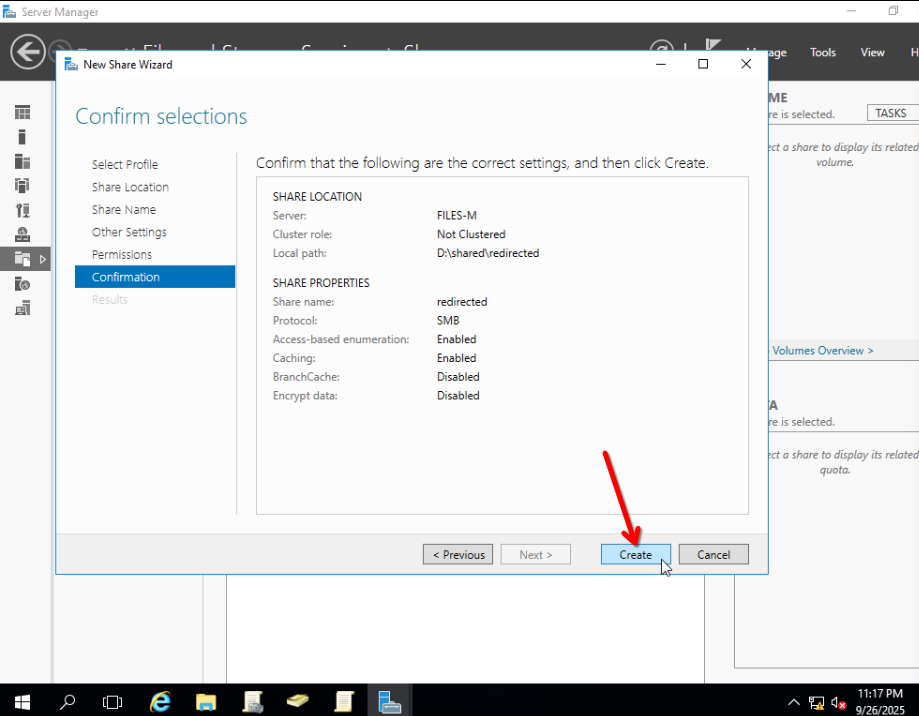 Server Manager
Manage Tools View
New Share Wizard
Confirm selections
Select Profile
Share Location
Share Name
Other Settings
Permissions
Confirmation
Results
Confirm that the following are the correct settings, and then click Create.
SHARE LOCATION
Server: FILES-M
Cluster role: Not Clustered
Local path: D:\shared\redirected
SHARE PROPERTIES
Share name: redirected
Protocol: SMB
Access-based enumeration: Enabled
Caching: Enabled
BranchCache: Disabled
Encrypt data: Disabled
< Previous Next > Create Cancel
ME
re is selected. TASKS
ect a share to display its related
volume.
Volumes Overview >
re is selected.
ect a share to display its related
quota.
11:17 PM
9/26/2025